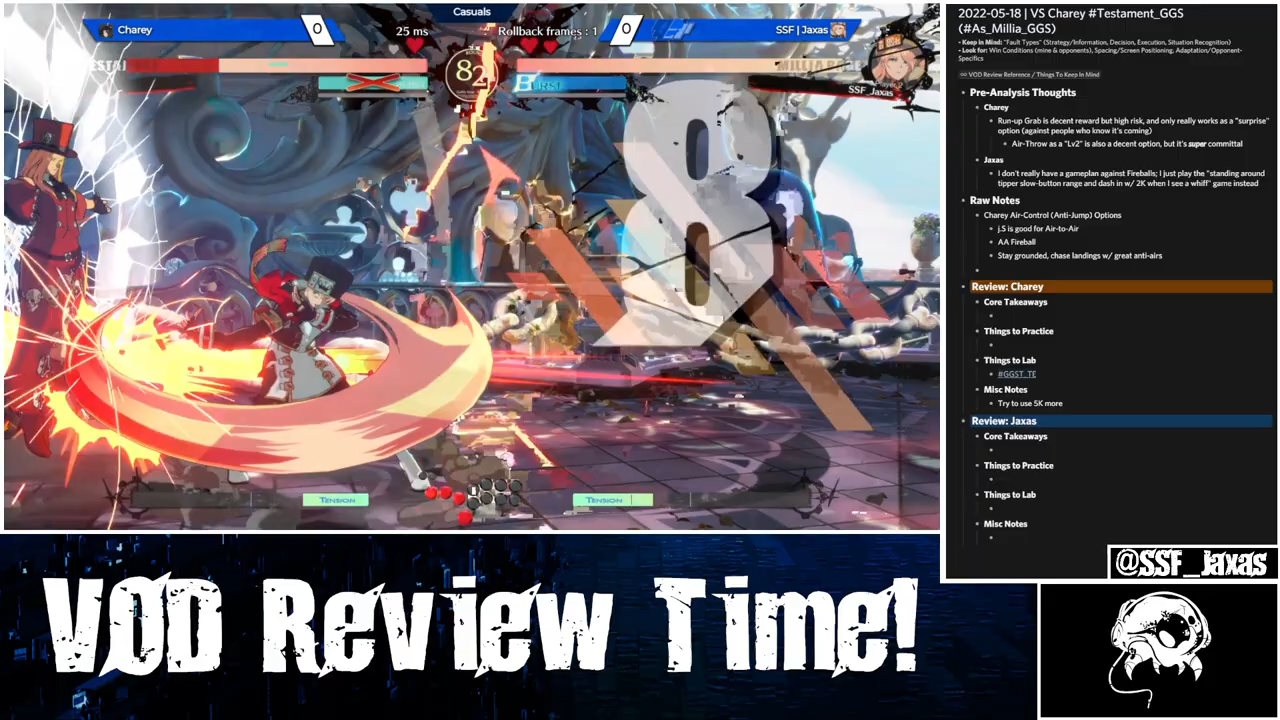 Casuals
Charey
0
25 ms
Rollback frames : 1
0
SSF | Jaxas
82
BURST
SSF_Jaxas
8
TENSION
TENSION
2022-05-18 | VS Charey #Testament_GGS
(#As_Millia_GGS)
- Keep In Mind: "Fault Types" (Strategy/Information, Decision, Execution, Situation Recognition)
- Look for: Win Conditions (mine & opponents), Spacing/Screen Positioning, Adaptation/Opponent-
Specifics
VOD Review Reference / Things To Keep In Mind
Pre-Analysis Thoughts
Charey
Run-up Grab is decent reward but high risk, and only really works as a "surprise"
option (against people who know it's coming)
Air-Throw as a "Lv2" is also a decent option, but it's super committal
Jaxas
I don't really have a gameplan against Fireballs; I just play the "standing around
tipper slow-button range and dash in w/ 2K when I see a whiff" game instead
Raw Notes
Charey Air-Control (Anti-Jump) Options
j.S is good for Air-to-Air
AA Fireball
Stay grounded, chase landings w/ great anti-airs
Review: Charey
Core Takeaways
Things to Practice
Things to Lab
#GGST_TE
Misc Notes
Try to use 5K more
Review: Jaxas
Core Takeaways
Things to Practice
Things to Lab
Misc Notes
@SSF_Jaxas
VOD Review Time!